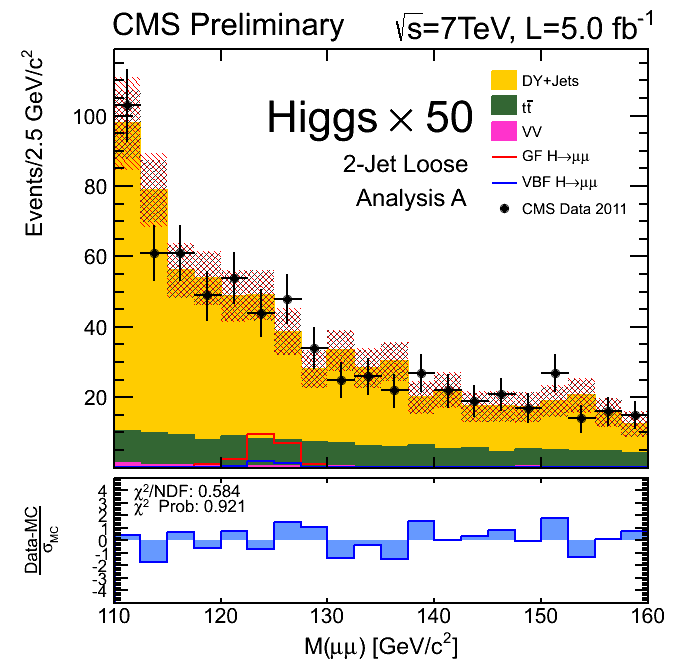 CMS Preliminary
√s=7TeV, L=5.0 fb⁻¹
Events/2.5 GeV/c²
100
80
60
40
20
Higgs × 50
2-Jet Loose
Analysis A
DY+Jets
tt̄
VV
GF H→μμ
VBF H→μμ
CMS Data 2011
Data-MC
σMC
χ²/NDF: 0.584
χ² Prob: 0.921
4
3
2
1
0
-1
-2
-3
-4
110
120
130
140
150
160
M(μμ) [GeV/c²]